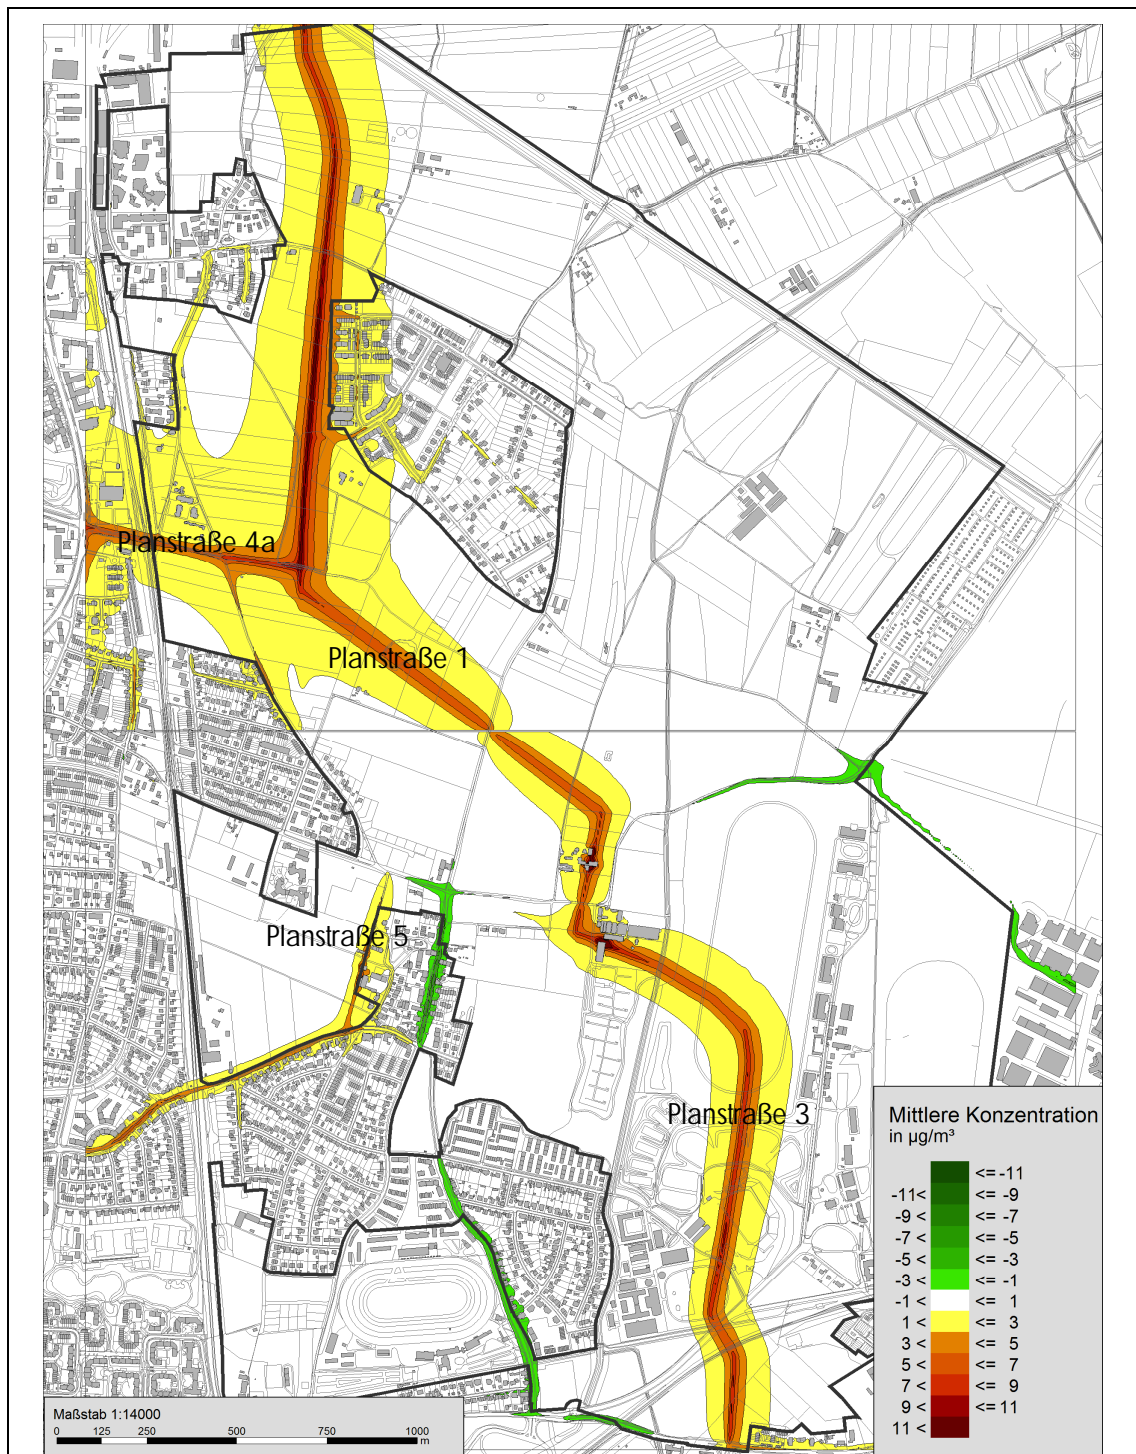 Planstraße 4a
Planstraße 1
Planstraße 5
Planstraße 3
Mittlere Konzentration
in µg/m³
<= -11
-11< <= -9
-9 < <= -7
-7 < <= -5
-5 < <= -3
-3 < <= -1
-1 < <= 1
1 < <= 3
3 < <= 5
5 < <= 7
7 < <= 9
9 < <= 11
11 <
Maßstab 1:14000
0 125 250 500 750 1000
m